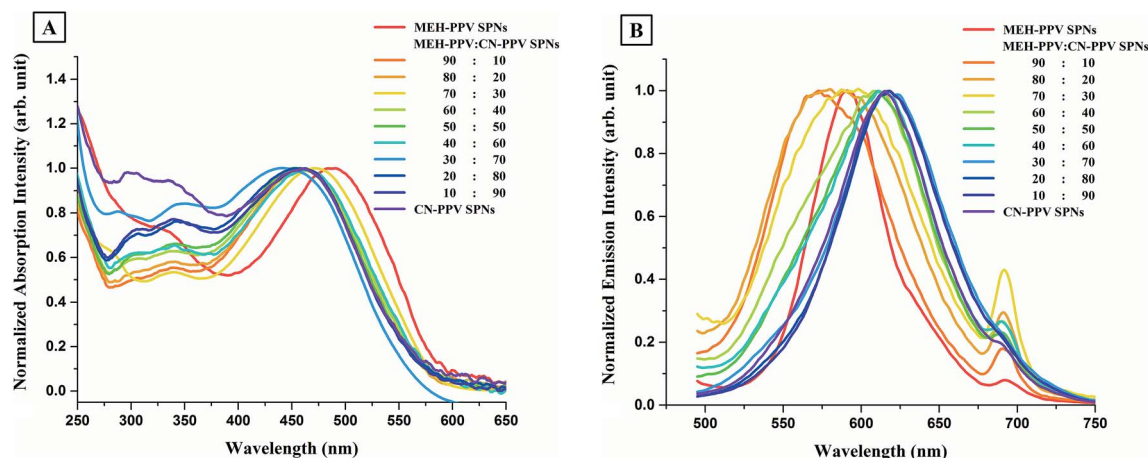 A
MEH-PPV SPNs
MEH-PPV:CN-PPV SPNs
90 : 10
80 : 20
70 : 30
60 : 40
50 : 50
40 : 60
30 : 70
20 : 80
10 : 90
CN-PPV SPNs
Normalized Absorption Intensity (arb. unit)
1.4
1.2
1.0
0.8
0.6
0.4
0.2
0.0
250 300 350 400 450 500 550 600 650
Wavelength (nm)
B
MEH-PPV SPNs
MEH-PPV:CN-PPV SPNs
90 : 10
80 : 20
70 : 30
60 : 40
50 : 50
40 : 60
30 : 70
20 : 80
10 : 90
CN-PPV SPNs
Normalized Emission Intensity (arb. unit)
1.0
0.8
0.6
0.4
0.2
0.0
500 550 600 650 700 750
Wavelength (nm)